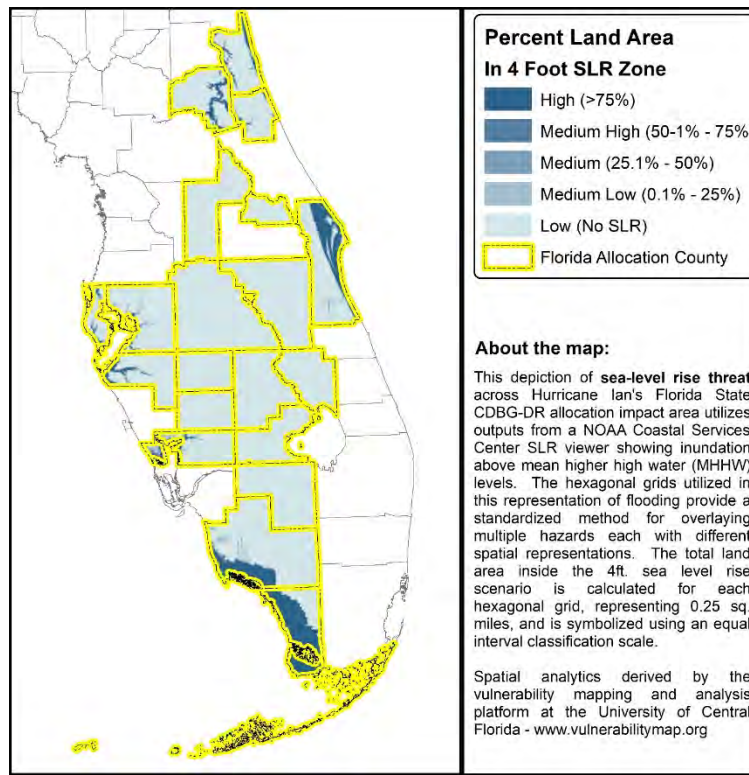 Percent Land Area
In 4 Foot SLR Zone
High (>75%)
Medium High (50-1% - 75%
Medium (25.1% - 50%)
Medium Low (0.1% - 25%)
Low (No SLR)
Florida Allocation County
About the map:
This depiction of sea-level rise threat
across Hurricane Ian's Florida State
CDBG-DR allocation impact area utilizes
outputs from a NOAA Coastal Services
Center SLR viewer showing inundation
above mean higher high water (MHHW)
levels. The hexagonal grids utilized in
this representation of flooding provide a
standardized method for overlaying
multiple hazards each with different
spatial representations. The total land
area inside the 4ft. sea level rise
scenario is calculated for each
hexagonal grid, representing 0.25 sq.
miles, and is symbolized using an equal
interval classification scale.
Spatial analytics derived by the
vulnerability mapping and analysis
platform at the University of Central
Florida - www.vulnerabilitymap.org